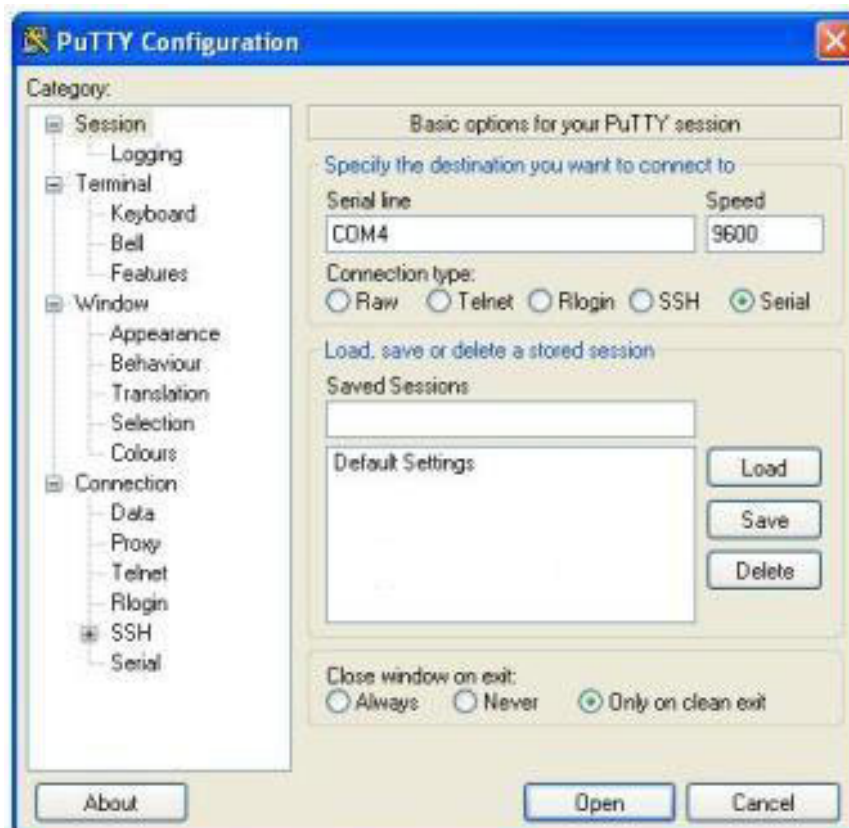 PuTTY Configuration
Category:
Session
Logging
Terminal
Keyboard
Bell
Features
Window
Appearance
Behaviour
Translation
Selection
Colours
Connection
Data
Proxy
Telnet
Rlogin
SSH
Serial
Basic options for your PuTTY session
Specify the destination you want to connect to
Serial line Speed
COM4 9600
Connection type:
Raw Telnet Rlogin SSH Serial
Load, save or delete a stored session
Saved Sessions
Default Settings
Load
Save
Delete
Close window on exit:
Always Never Only on clean exit
About Open Cancel